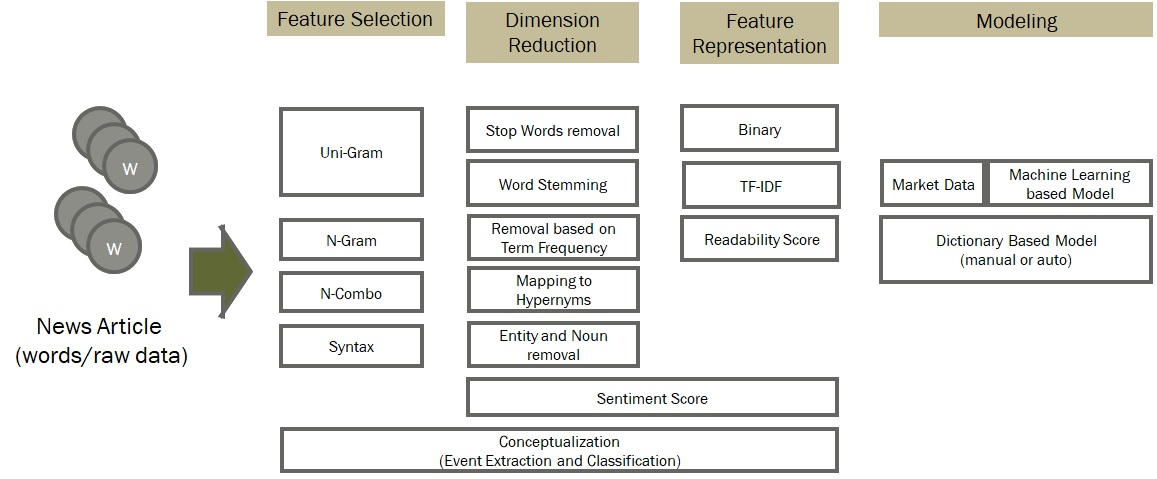 Feature Selection
Dimension
Reduction
Feature
Representation
Modeling
W
W
News Article
(words/raw data)
Uni-Gram
N-Gram
N-Combo
Syntax
Stop Words removal
Word Stemming
Removal based on
Term Frequency
Mapping to
Hypernyms
Entity and Noun
removal
Binary
TF-IDF
Readability Score
Sentiment Score
Conceptualization
(Event Extraction and Classification)
Market Data
Machine Learning
based Model
Dictionary Based Model
(manual or auto)